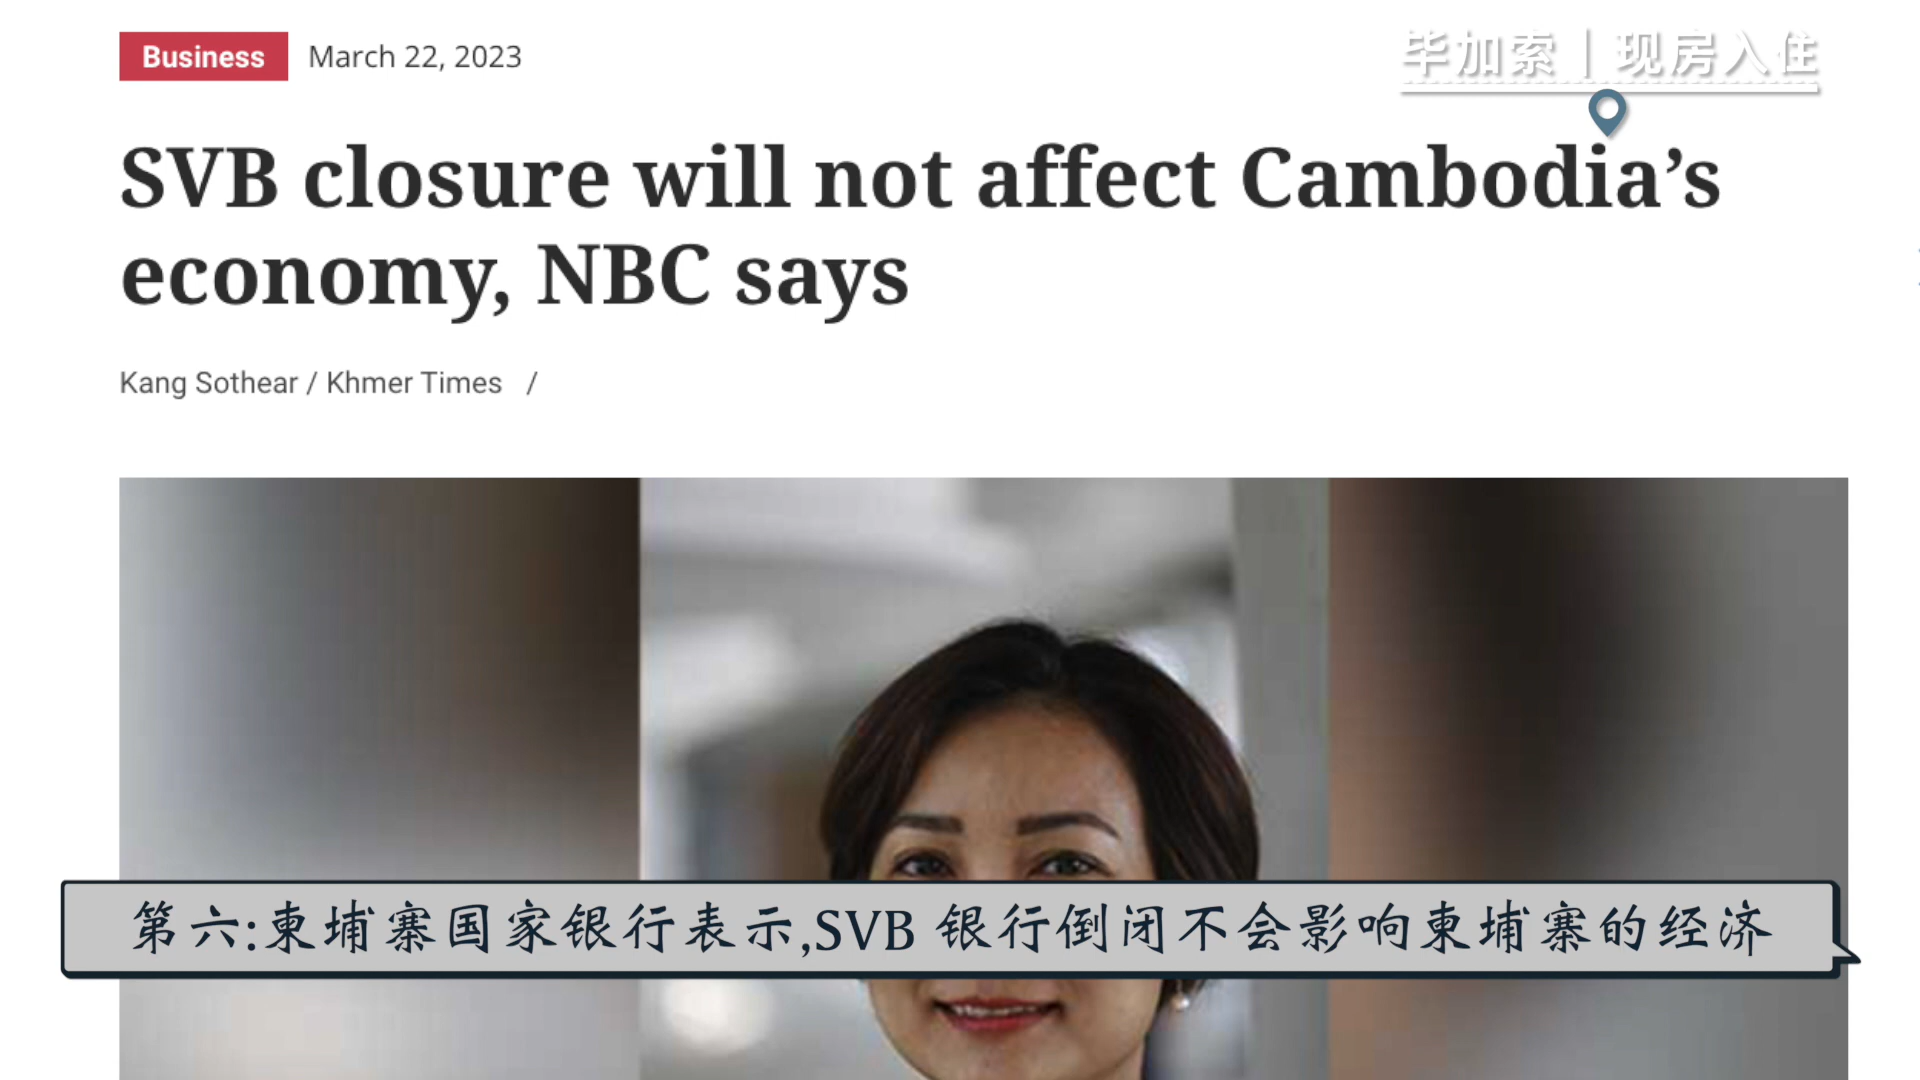 Business March 22, 2023
毕加索｜现房入住
SVB closure will not affect Cambodia’s
economy, NBC says
Kang Sothear / Khmer Times /
第六:柬埔寨国家银行表示,SVB 银行倒闭不会影响柬埔寨的经济